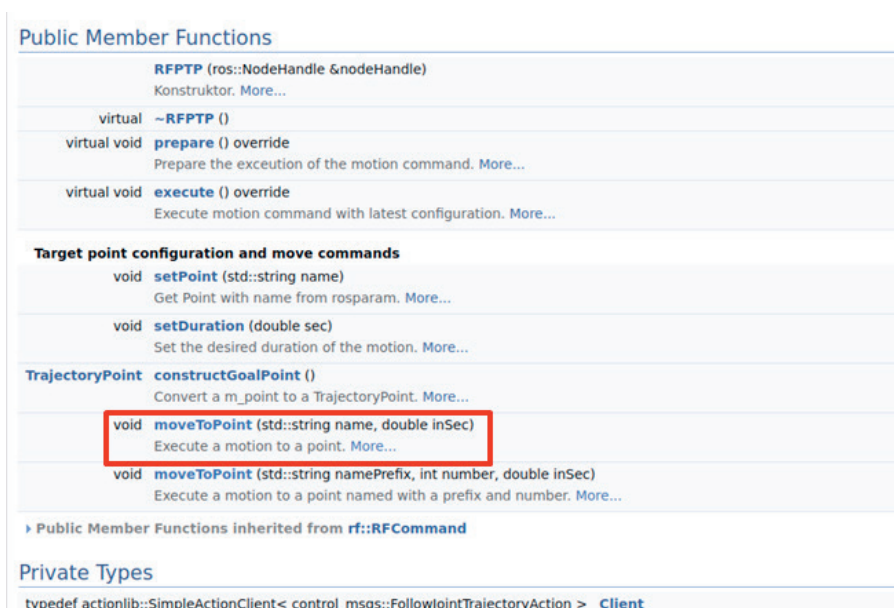 Public Member Functions
RFPTP (ros::NodeHandle &nodeHandle)
Konstruktor. More...
virtual ~RFPTP ()
virtual void prepare () override
Prepare the exceution of the motion command. More...
virtual void execute () override
Execute motion command with latest configuration. More...
Target point configuration and move commands
void setPoint (std::string name)
Get Point with name from rosparam. More...
void setDuration (double sec)
Set the desired duration of the motion. More...
TrajectoryPoint constructGoalPoint ()
Convert a m_point to a TrajectoryPoint. More...
void moveToPoint (std::string name, double inSec)
Execute a motion to a point. More...
void moveToPoint (std::string namePrefix, int number, double inSec)
Execute a motion to a point named with a prefix and number. More...
Public Member Functions inherited from rf::RFCommand
Private Types
typedef actionlib::SimpleActionClient< control_msgs::FollowJointTrajectoryAction > Client